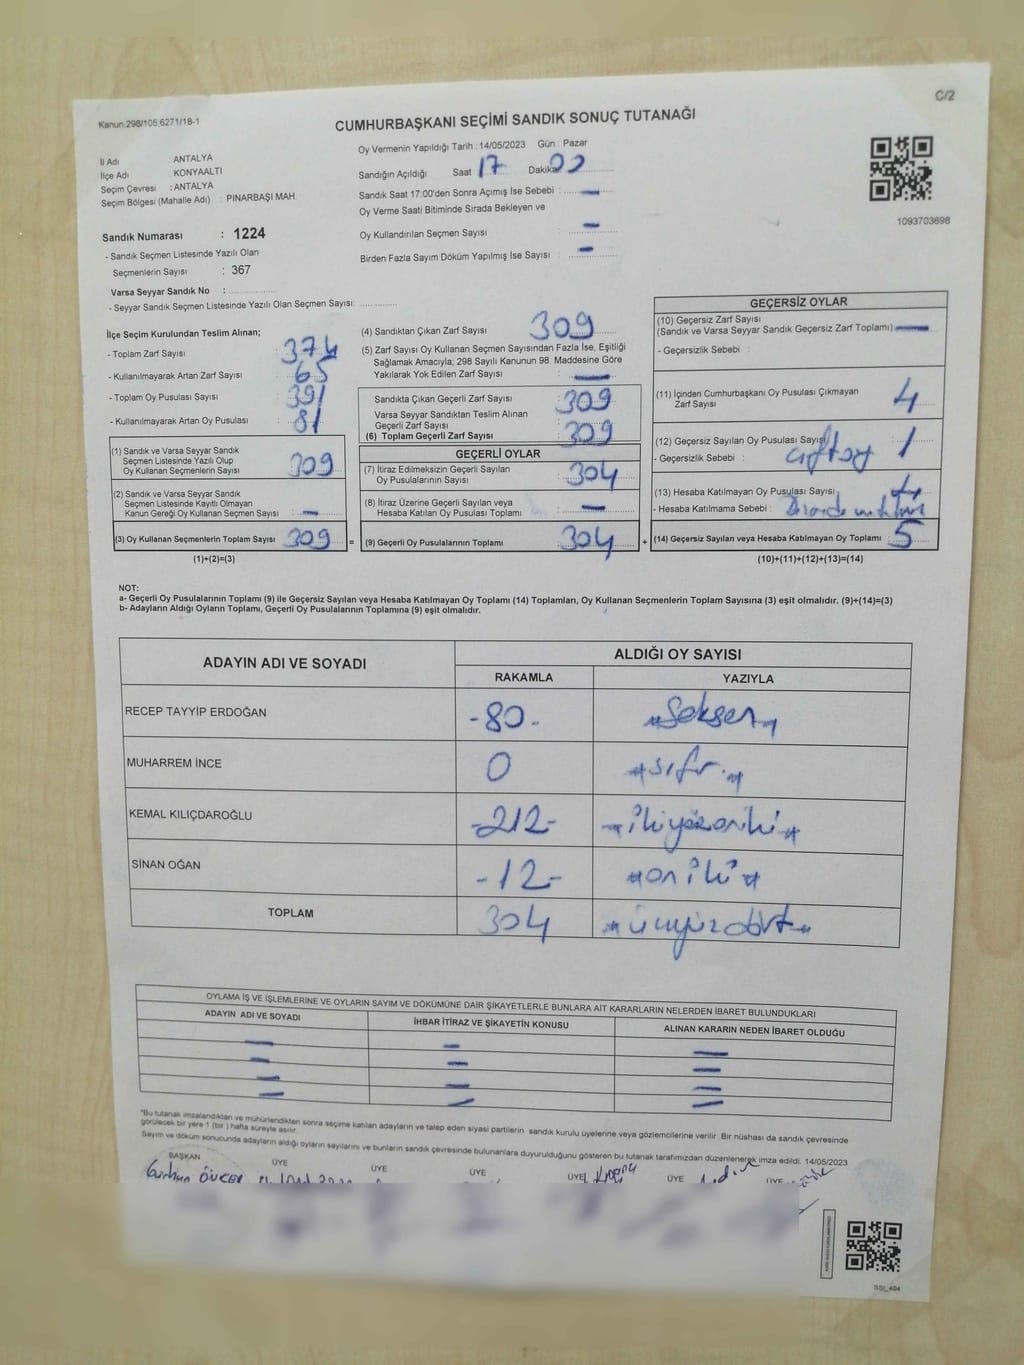 C/2
Kanun:298/105;6271/18-1
CUMHURBAŞKANI SEÇİMİ SANDIK SONUÇ TUTANAĞI
İl Adı : ANTALYA
İlçe Adı : KONYAALTI
Seçim Çevresi : ANTALYA
Seçim Bölgesi (Mahalle Adı) : PINARBAŞI MAH.
Sandık Numarası : 1224
- Sandık Seçmen Listesinde Yazılı Olan
Seçmenlerin Sayısı : 367
Varsa Seyyar Sandık No :
- Seyyar Sandık Seçmen Listesinde Yazılı Olan Seçmen Sayısı:
Oy Vermenin Yapıldığı Tarih : 14/05/2023 Gün : Pazar
Sandığın Açıldığı Saat 17 Dakika
Sandık Saat 17:00'den Sonra Açımış İse Sebebi : —
Oy Verme Saati Bitiminde Sırada Bekleyen ve
Oy Kullandırılan Seçmen Sayısı : —
Birden Fazla Sayım Döküm Yapılmış İse Sayısı : —
1093703698
İlçe Seçim Kurulundan Teslim Alınan;
- Toplam Zarf Sayısı : 374
- Kullanılmayarak Artan Zarf Sayısı : 65
- Toplam Oy Pusulası Sayısı : 391
- Kullanılmayarak Artan Oy Pusulası : 81
(1) Sandık ve Varsa Seyyar Sandık
Seçmen Listesinde Yazılı Olup
Oy Kullanan Seçmenlerin Sayısı : 309
(2) Sandık ve Varsa Seyyar Sandık
Seçmen Listesinde Kayıtlı Olmayan
Kanun Gereği Oy Kullanan Seçmen Sayısı : —
(3) Oy Kullanan Seçmenlerin Toplam Sayısı : 309
(1)+(2)=(3)
(4) Sandıktan Çıkan Zarf Sayısı : 309
(5) Zarf Sayısı Oy Kullanan Seçmen Sayısından Fazla İse, Eşitliği
Sağlamak Amacıyla; 298 Sayılı Kanunun 98. Maddesine Göre
Yakılarak Yok Edilen Zarf Sayısı : —
Sandıkta Çıkan Geçerli Zarf Sayısı : 309
Varsa Seyyar Sandıktan Teslim Alınan
Geçerli Zarf Sayısı :
(6) Toplam Geçerli Zarf Sayısı : 309
GEÇERLİ OYLAR
(7) İtiraz Edilmeksizin Geçerli Sayılan
Oy Pusulalarının Sayısı : 304
(8) İtiraz Üzerine Geçerli Sayılan veya
Hesaba Katılan Oy Pusulası Toplamı : —
= (9) Geçerli Oy Pusulalarının Toplamı : 304
GEÇERSİZ OYLAR
(10) Geçersiz Zarf Sayısı
(Sandık ve Varsa Seyyar Sandık Geçersiz Zarf Toplamı) : —
- Geçersizlik Sebebi :
(11) İçinden Cumhurbaşkanı Oy Pusulası Çıkmayan
Zarf Sayısı : 4
(12) Geçersiz Sayılan Oy Pusulası Sayısı 1
- Geçersizlik Sebebi :
(13) Hesaba Katılmayan Oy Pusulası Sayısı
- Hesaba Katılmama Sebebi :
+ (14) Geçersiz Sayılan veya Hesaba Katılmayan Oy Toplamı : 5
(10)+(11)+(12)+(13)=(14)
NOT:
a- Geçerli Oy Pusulalarının Toplamı (9) ile Geçersiz Sayılan veya Hesaba Katılmayan Oy Toplamı (14) Toplamları, Oy Kullanan Seçmenlerin Toplam Sayısına (3) eşit olmalıdır. (9)+(14)=(3)
b- Adayların Aldığı Oyların Toplamı, Geçerli Oy Pusulalarının Toplamına (9) eşit olmalıdır.
ADAYIN ADI VE SOYADI ALDIĞI OY SAYISI
RAKAMLA YAZIYLA
RECEP TAYYİP ERDOĞAN -80- seksen
MUHARREM İNCE 0 sıfır
KEMAL KILIÇDAROĞLU -212- ikiyüzoniki
SİNAN OĞAN -12- oniki
TOPLAM 304 üçyüzdört
OYLAMA İŞ VE İŞLEMLERİNE VE OYLARIN SAYIM VE DÖKÜMÜNE DAİR ŞİKAYETLERLE BUNLARA AİT KARARLARIN NELERDEN İBARET BULUNDUKLARI
ADAYIN ADI VE SOYADI İHBAR İTİRAZ VE ŞİKAYETİN KONUSU ALINAN KARARIN NEDEN İBARET OLDUĞU
— — —
— — —
— — —
— — —
"Bu tutanak imzalandıktan ve mühürlendikten sonra seçime katılan adayların ve talep eden siyasi partilerin sandık kurulu üyelerine veya gözlemcilerine verilir. Bir nüshası da sandık çevresinde
görülecek bir yere 1 (bir ) hafta süreyle asılır.
Sayım ve döküm sonucunda adayların aldığı oyların sayılarını ve bunların sandık çevresinde bulunanlara duyurulduğunu gösteren bu tutanak tarafımızdan düzenlenerek imza edildi. 14/05/2023
BAŞKAN ÜYE ÜYE ÜYE ÜYE ÜYE ÜYE
SSİ_404